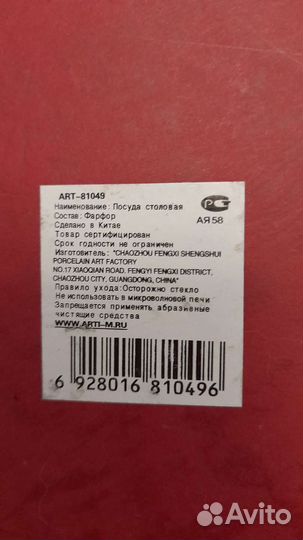 ART-81049
Наименование: Посуда столовая
Состав: Фарфор
Сделано в Китае
Товар сертифицирован
Срок годности не ограничен
Изготовитель: "CHAOZHOU FENGXI SHENGSHUI
PORCELAIN ART FACTORY
NO.17 XIAOQIAN ROAD, FENGYI FENGXI DISTRICT,
CHAOZHOU CITY, GUANGDONG, CHINA"
Правило ухода: Осторожно стекло
Не использовать в микроволновой печи
Запрещается применять абразивные
чистящие средства
WWW.ARTI-M.RU
РСТ
АЯ58
6 928016 810496
Avito